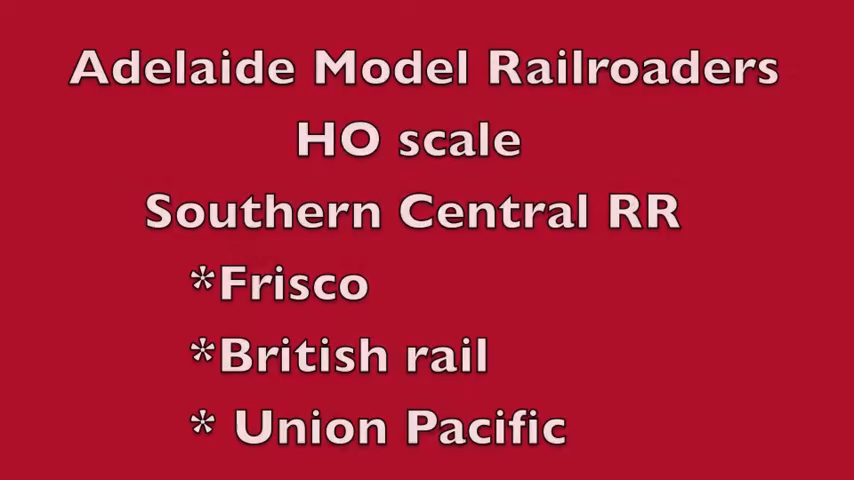 Adelaide Model Railroaders
HO scale
Southern Central RR
*Frisco
*British rail
* Union Pacific